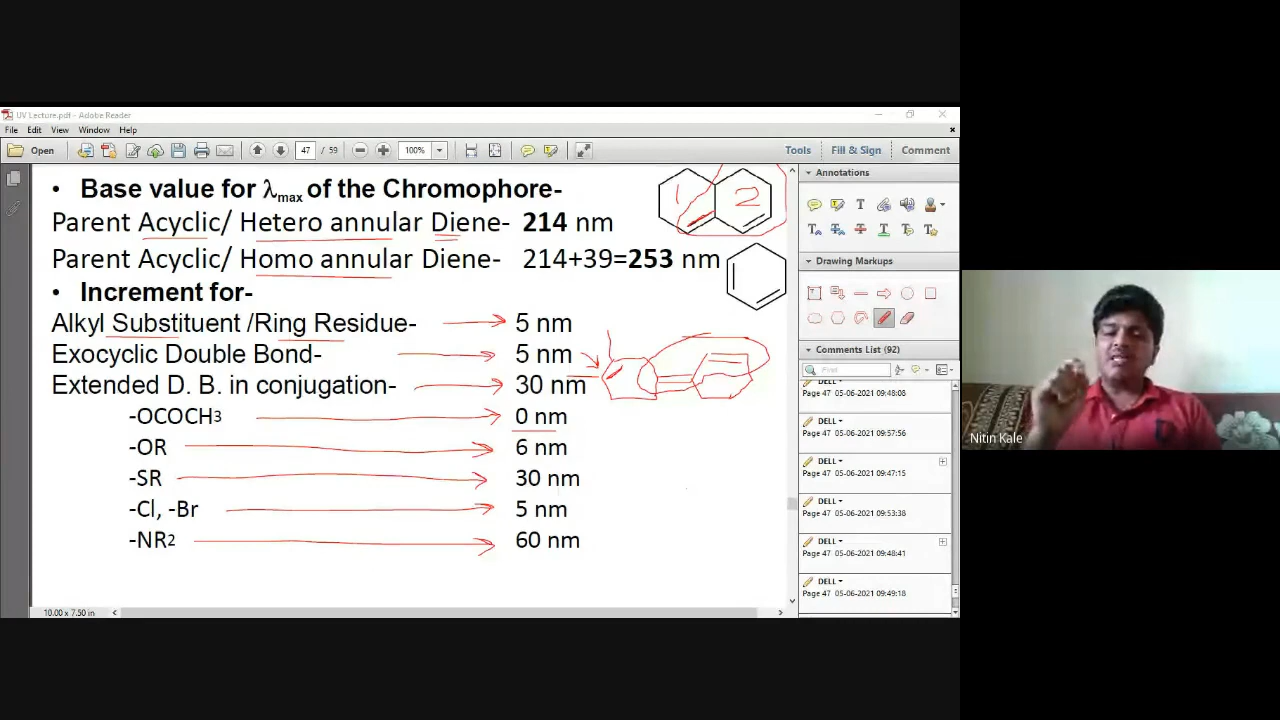 UV Lecture.pdf - Adobe Reader
File Edit View Window Help
Open 47 / 59 100% Tools Fill & Sign Comment
• Base value for λmax of the Chromophore-
Parent Acyclic/ Hetero annular Diene- 214 nm
Parent Acyclic/ Homo annular Diene- 214+39=253 nm
• Increment for-
Alkyl Substituent /Ring Residue- 5 nm
Exocyclic Double Bond- 5 nm
Extended D. B. in conjugation- 30 nm
-OCOCH3 0 nm
-OR 6 nm
-SR 30 nm
-Cl, -Br 5 nm
-NR2 60 nm
1 2
10.00 x 7.50 in
Annotations
T
T T T T T
Drawing Markups
T
Comments List (92)
Find
DELL
Page 47 05-06-2021 09:48:08
DELL
Page 47 05-06-2021 09:57:56
DELL
Page 47 05-06-2021 09:47:15
DELL
Page 47 05-06-2021 09:53:38
DELL
Page 47 05-06-2021 09:48:41
DELL
Page 47 05-06-2021 09:49:18
Nitin Kale